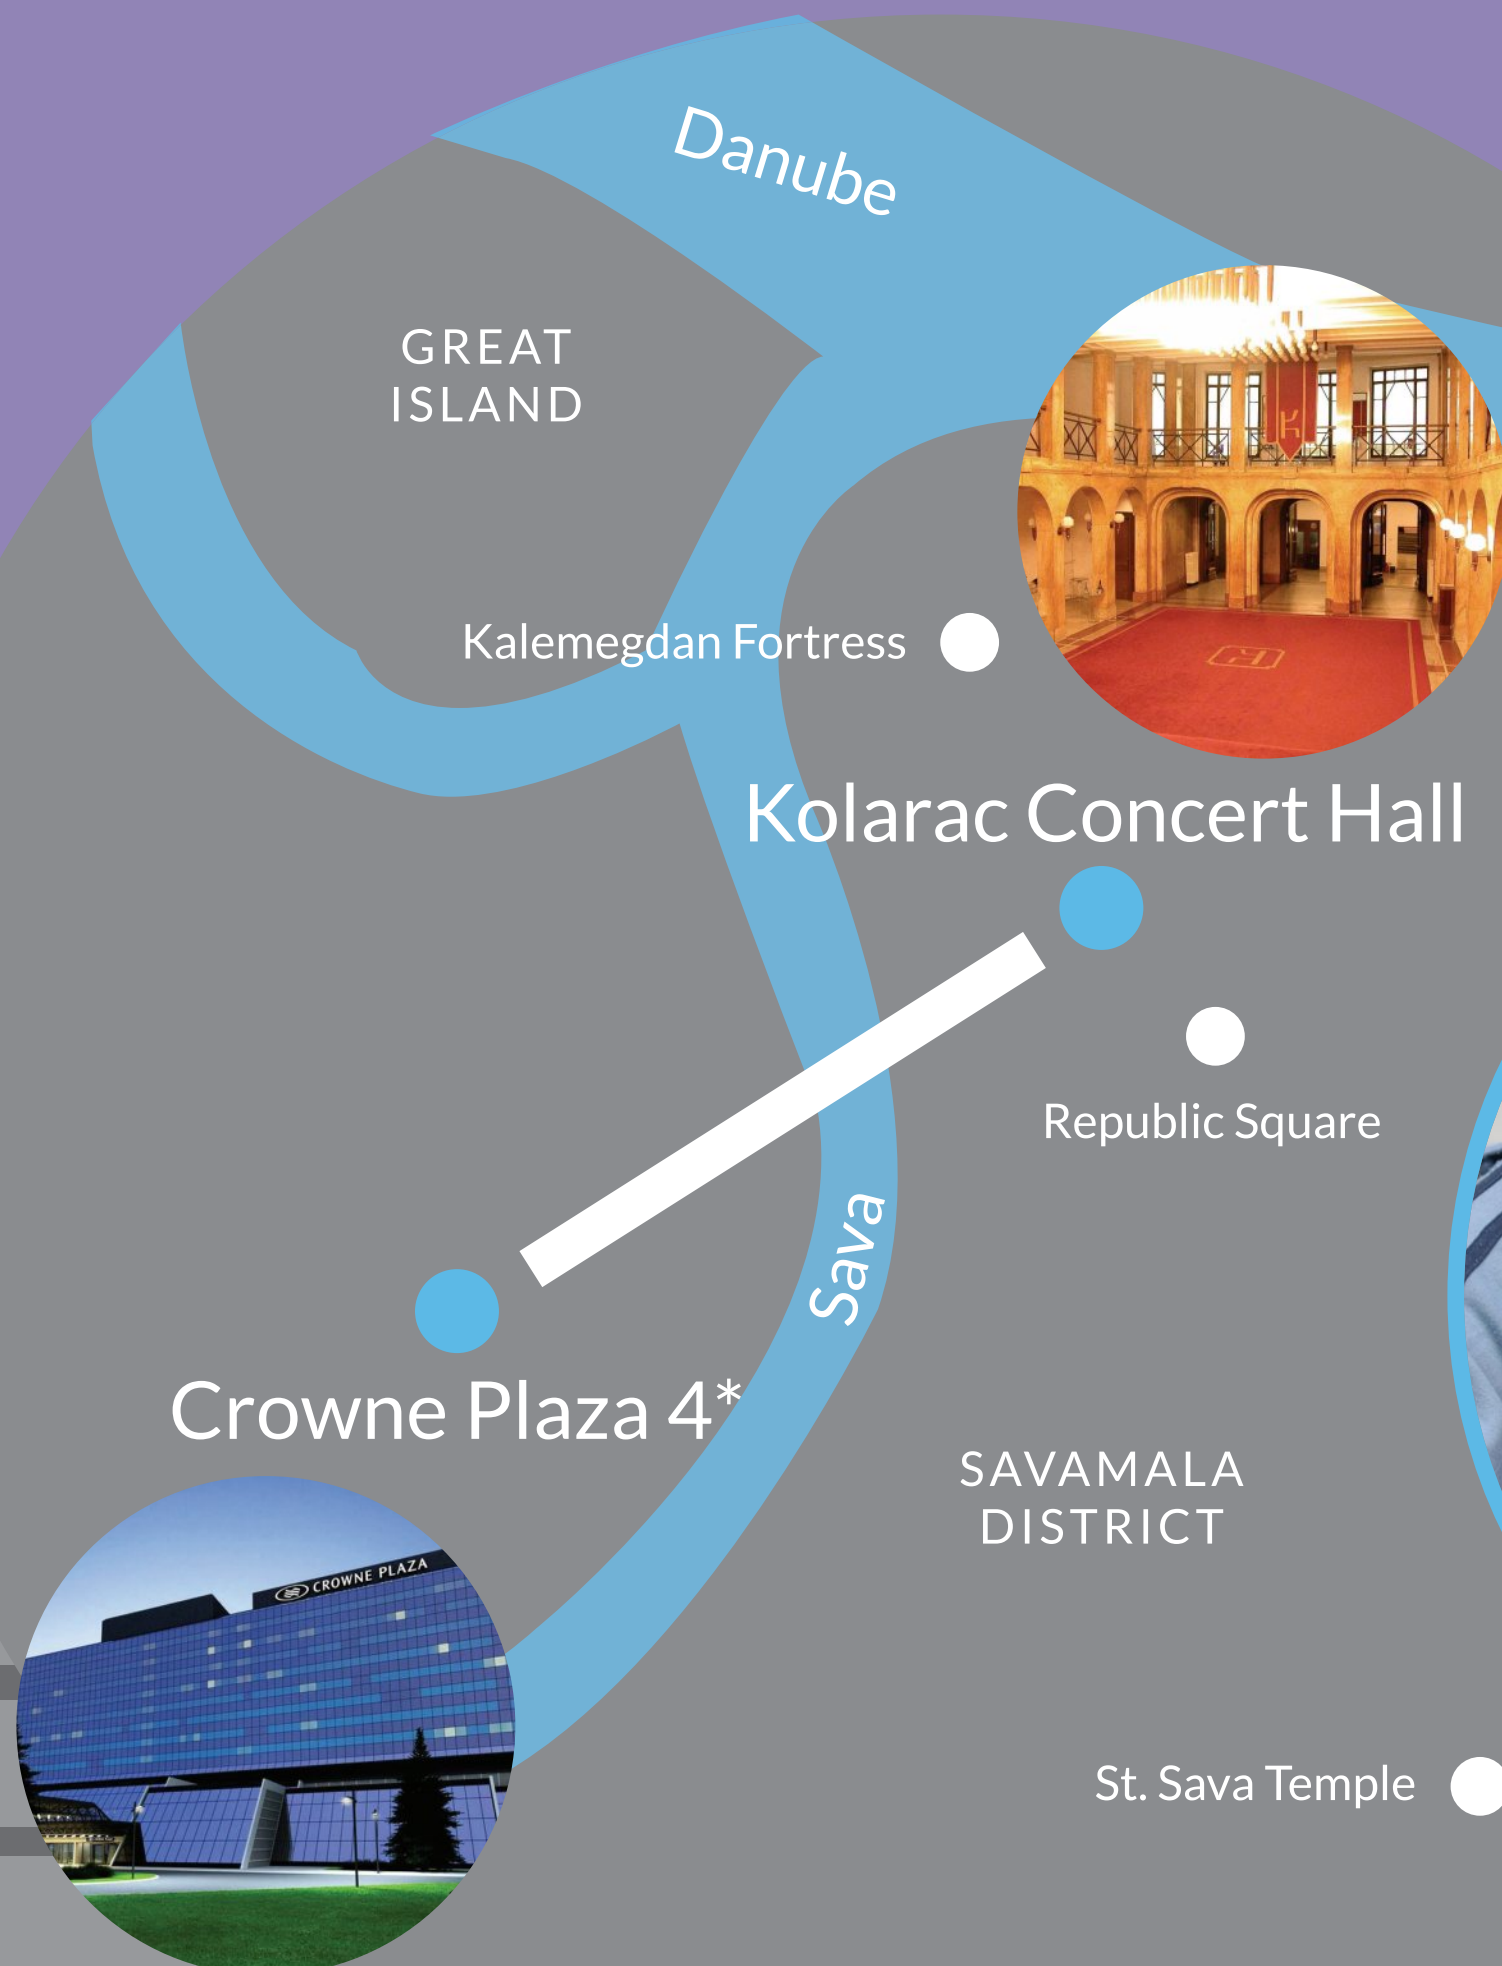 Danube
GREAT
ISLAND
K
Kalemegdan Fortress
Kolarac Concert Hall
Republic Square
Sava
Crowne Plaza 4*
SAVAMALA
DISTRICT
CROWNE PLAZA
St. Sava Temple